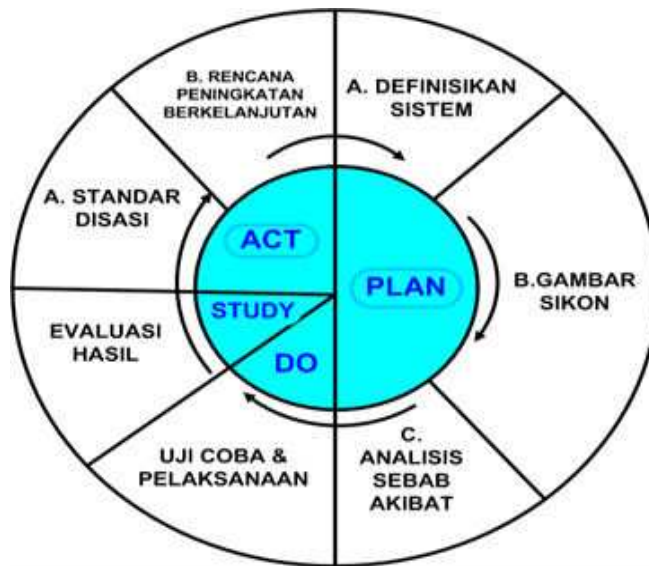 B. RENCANA
PENINGKATAN
BERKELANJUTAN
A. DEFINISIKAN
SISTEM
A. STANDAR
DISASI
ACT
PLAN
B.GAMBAR
SIKON
STUDY
EVALUASI
HASIL
DO
UJI COBA &
PELAKSANAAN
C.
ANALISIS
SEBAB
AKIBAT